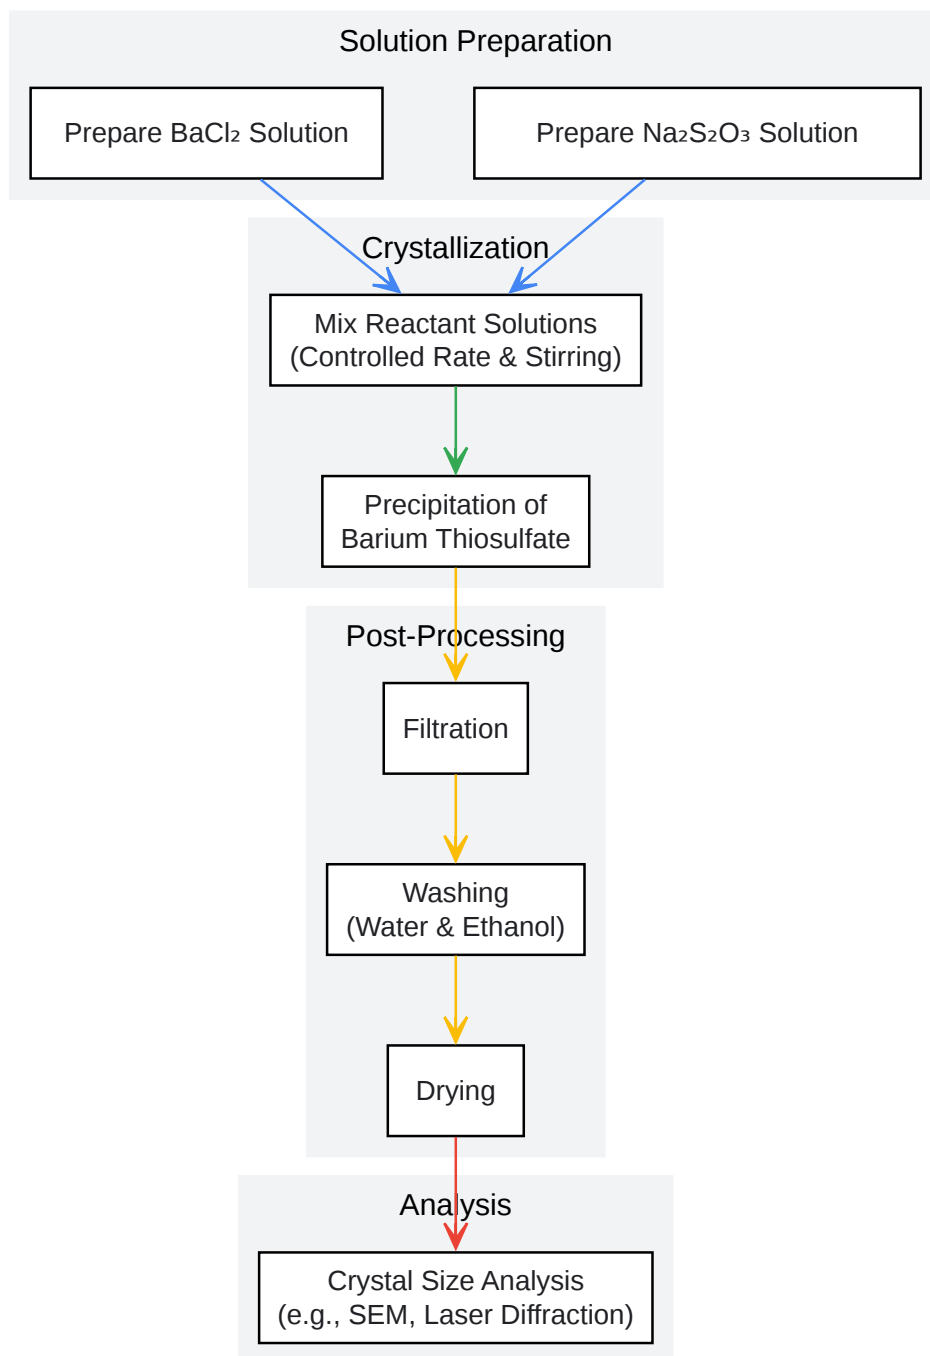 Solution Preparation
Prepare BaCl₂ Solution
Prepare Na₂S₂O₃ Solution
Crystallization
Mix Reactant Solutions
(Controlled Rate & Stirring)
Precipitation of
Barium Thiosulfate
Post-Processing
Filtration
Washing
(Water & Ethanol)
Drying
Analysis
Crystal Size Analysis
(e.g., SEM, Laser Diffraction)